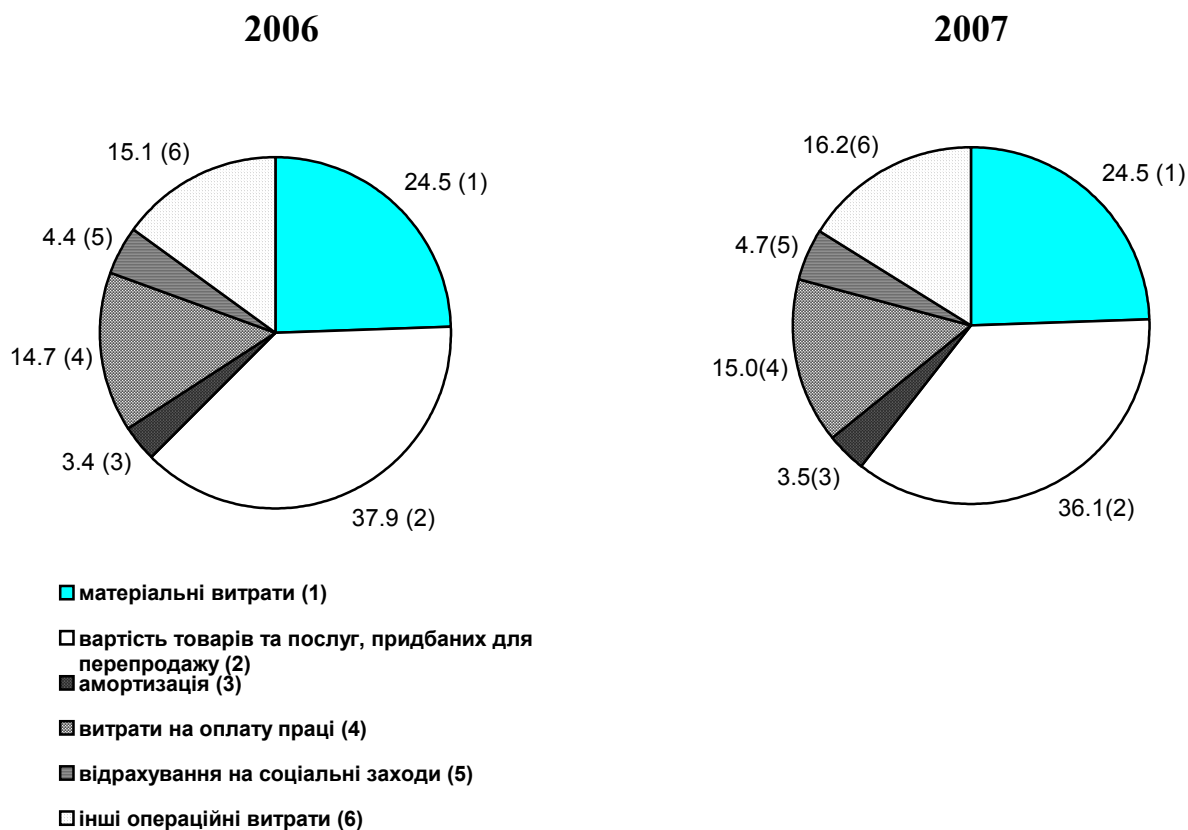 2006
2007
15.1 (6)
24.5 (1)
4.4 (5)
14.7 (4)
3.4 (3)
37.9 (2)
16.2(6)
24.5 (1)
4.7(5)
15.0(4)
3.5(3)
36.1(2)
матеріальні витрати (1)
вартість товарів та послуг, придбаних для
перепродажу (2)
амортизація (3)
витрати на оплату праці (4)
відрахування на соціальні заходи (5)
інші операційні витрати (6)